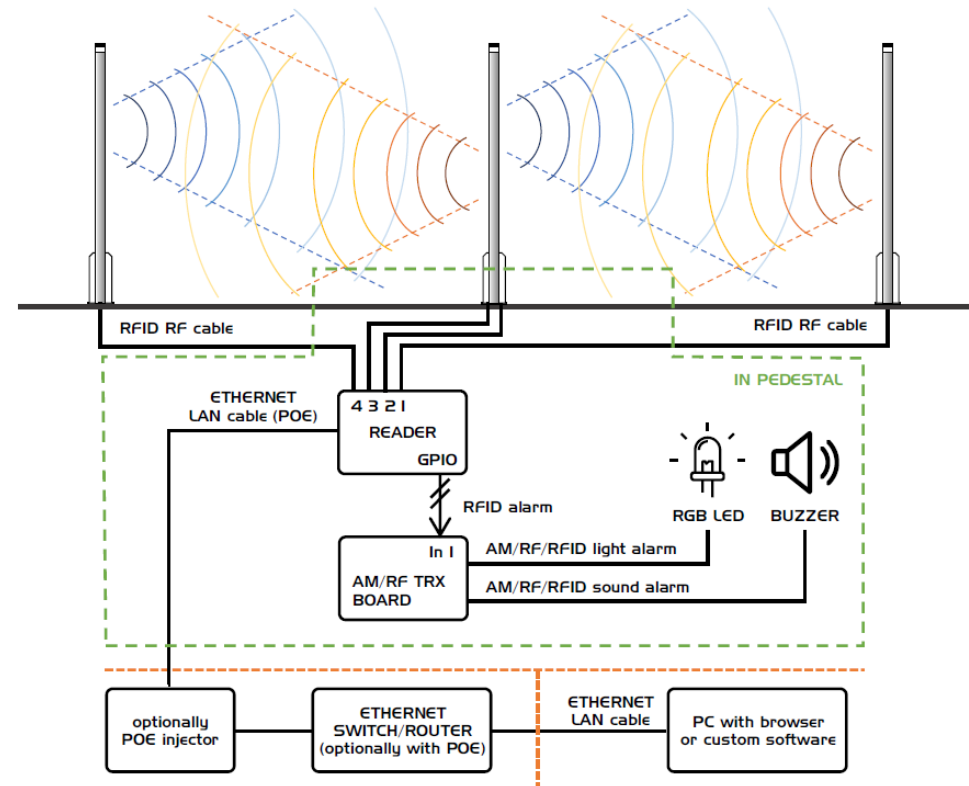 RFID RF cable
RFID RF cable
IN PEDESTAL
ETHERNET
LAN cable (POE)
4 3 2 1
READER
GPIO
RFID alarm
RGB LED
BUZZER
In 1
AM/RF TRX
BOARD
AM/RF/RFID light alarm
AM/RF/RFID sound alarm
optionally
POE injector
ETHERNET
SWITCH/ROUTER
(optionally with POE)
ETHERNET
LAN cable
PC with browser
or custom software